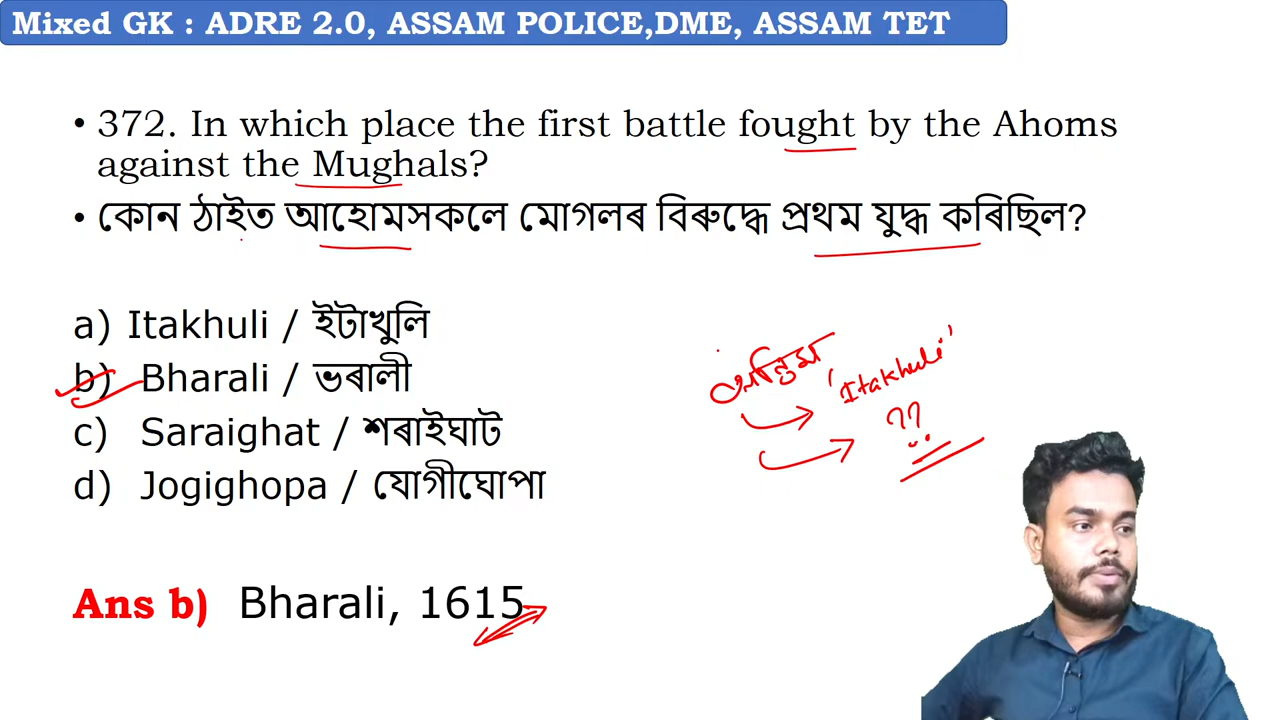 Mixed GK : ADRE 2.0, ASSAM POLICE,DME, ASSAM TET
• 372. In which place the first battle fought by the Ahoms
against the Mughals?
• কোন ঠাইত আহোমসকলে মোগলৰ বিৰুদ্ধে প্ৰথম যুদ্ধ কৰিছিল?
a) Itakhuli / ইটাখুলি
b) Bharali / ভৰালী
c) Saraighat / শৰাইঘাট
d) Jogighopa / যোগীঘোপা
অন্তিম
'Itakhuli'
??
Ans b) Bharali, 1615